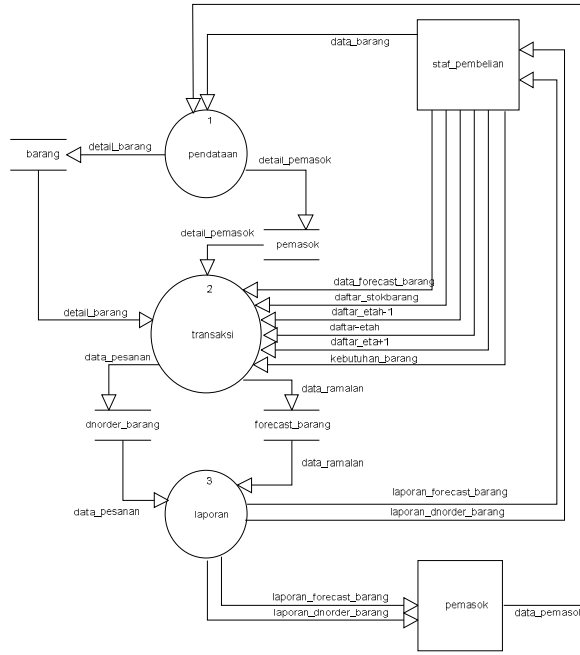 data_barang
staf_pembelian
1
pendataan
barang
detail_barang
detail_pemasok
detail_pemasok
pemasok
data_forecast_barang
2
daftar_stokbarang
detail_barang
daftar_etah-1
transaksi
daftar-etah
daftar_eta+1
data_pesanan
kebutuhan_barang
data_ramalan
dnorder_barang
forecast_barang
data_ramalan
3
laporan_forecast_barang
data_pesanan
laporan
laporan_dnorder_barang
laporan_forecast_barang
pemasok
laporan_dnorder_barang
data_pemasok